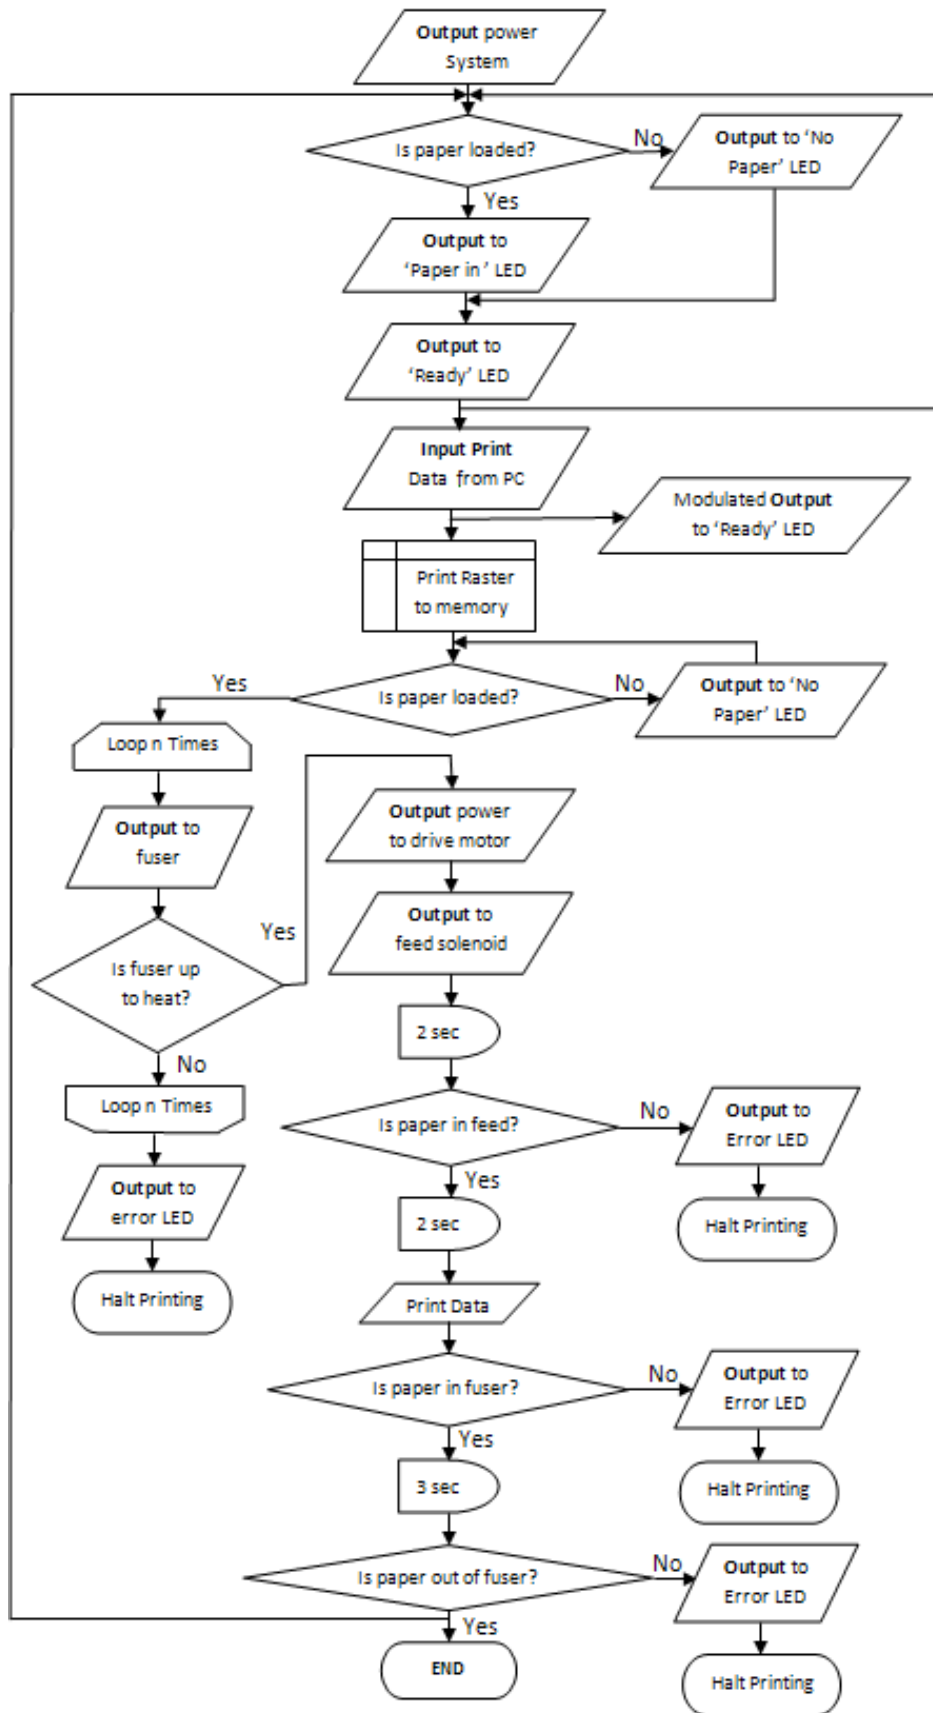 Output power
System
Is paper loaded?
No
Output to 'No
Paper' LED
Yes
Output to
'Paper in' LED
Output to
'Ready' LED
Input Print
Data from PC
Modulated Output
to 'Ready' LED
Print Raster
to memory
Yes
Is paper loaded?
No
Output to 'No
Paper' LED
Loop n Times
Output to
fuser
Is fuser up
to heat?
Yes
No
Loop n Times
Output to
error LED
Halt Printing
Output power
to drive motor
Output to
feed solenoid
2 sec
Is paper in feed?
No
Output to
Error LED
Halt Printing
Yes
2 sec
Print Data
Is paper in fuser?
No
Output to
Error LED
Halt Printing
Yes
3 sec
Is paper out of fuser?
No
Output to
Error LED
Halt Printing
Yes
END